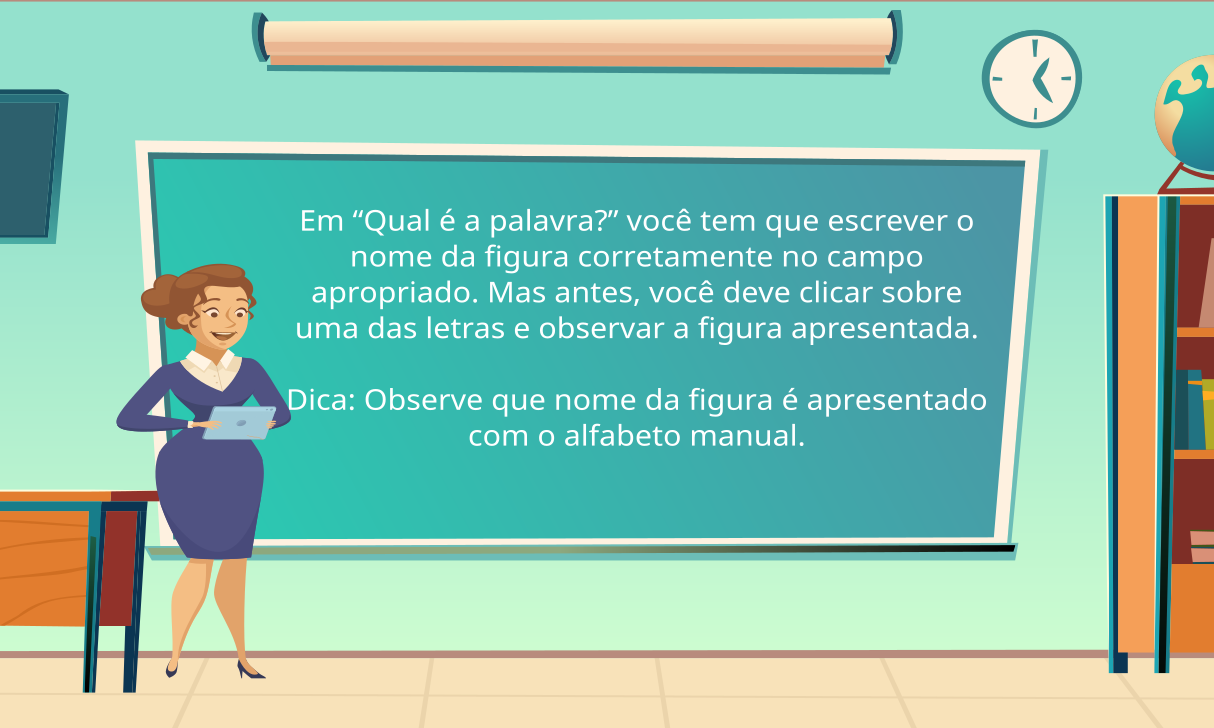 Em “Qual é a palavra?” você tem que escrever o
nome da figura corretamente no campo
apropriado. Mas antes, você deve clicar sobre
uma das letras e observar a figura apresentada.
Dica: Observe que nome da figura é apresentado
com o alfabeto manual.